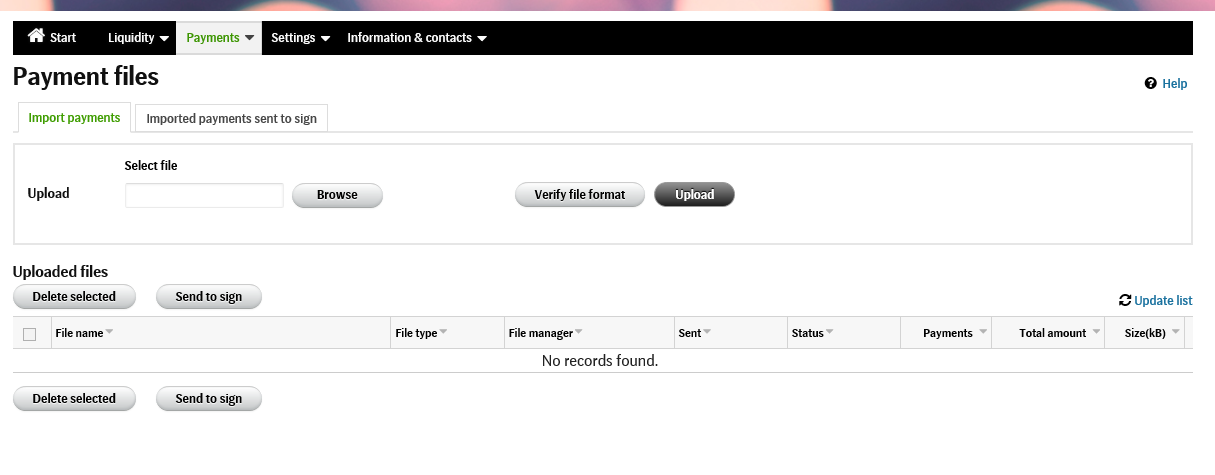 Start Liquidity Payments Settings Information & contacts
Payment files
Help
Import payments Imported payments sent to sign
Select file
Upload Browse Verify file format Upload
Uploaded files
Delete selected Send to sign
Update list
File name File type File manager Sent Status Payments Total amount Size(kB)
No records found.
Delete selected Send to sign